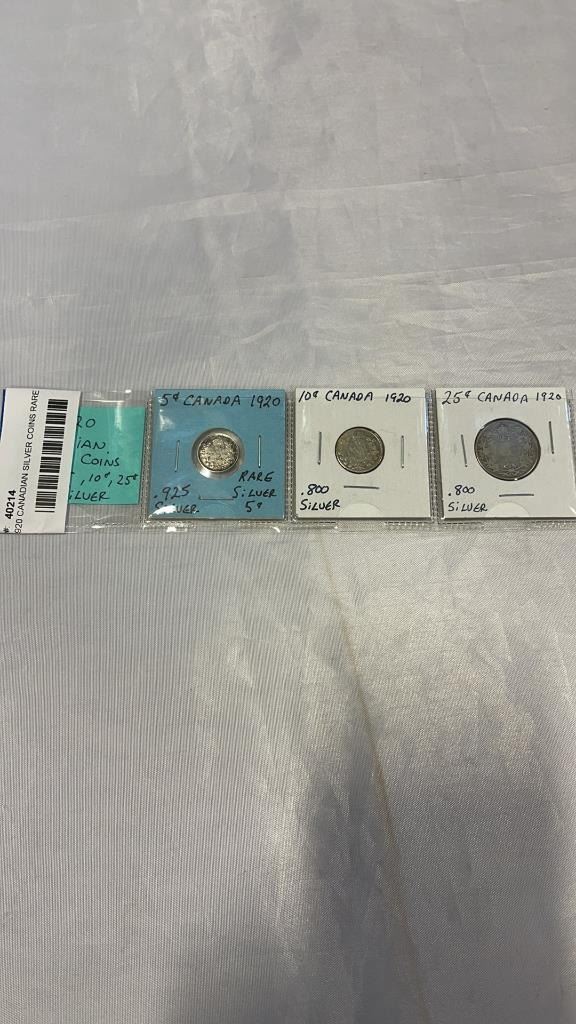 40214
920 CANADIAN SILVER COINS RARE
20
IAN
COINS
, 10¢, 25¢
ILVER
5¢ CANADA 1920
RARE
.925 SILVER
SILVER. 5¢
10¢ CANADA 1920
.800
SILVER
25¢ CANADA 1920
.800
SILVER